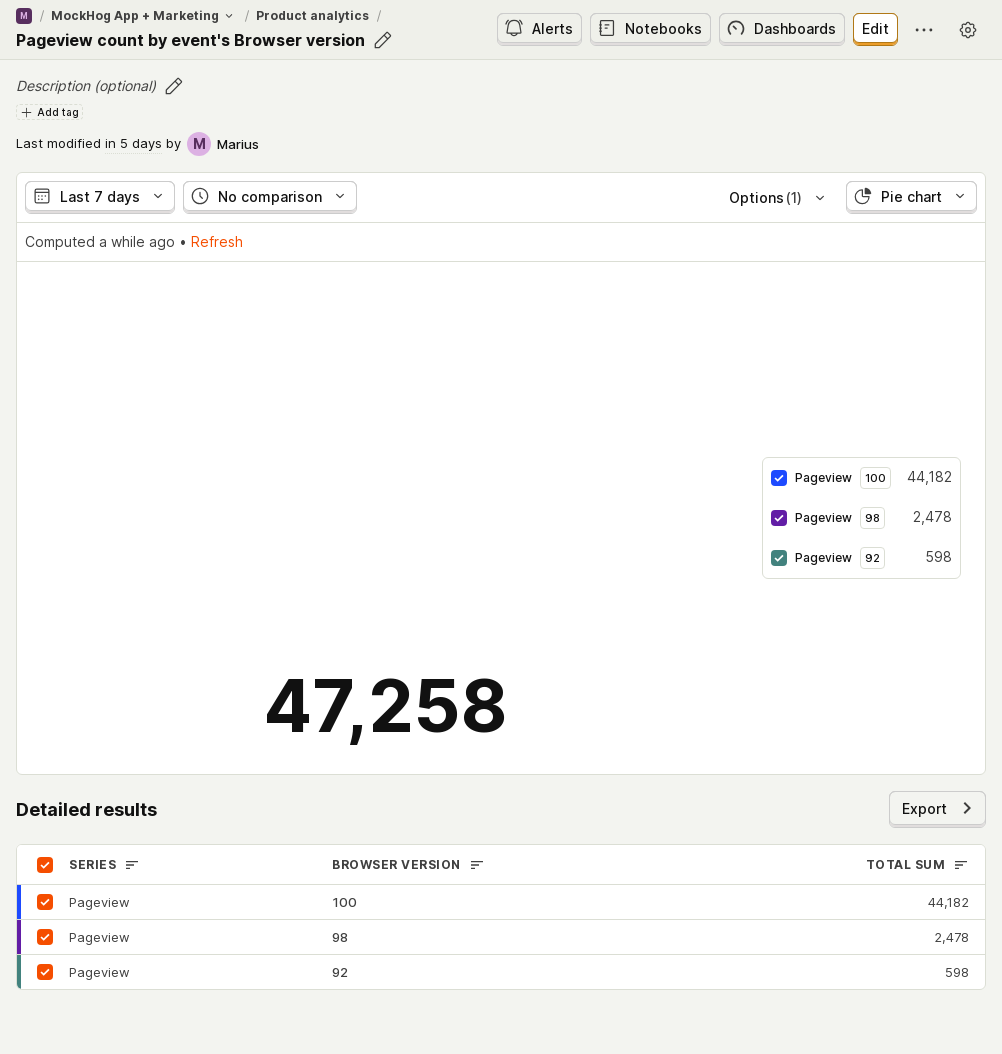 M / MockHog App + Marketing / Product analytics /
Pageview count by event's Browser version
Alerts Notebooks Dashboards Edit
Description (optional)
Add tag
Last modified in 5 days by M Marius
Last 7 days No comparison Options (1) Pie chart
Computed a while ago • Refresh
Pageview 100 44,182
Pageview 98 2,478
Pageview 92 598
47,258
Detailed results Export
SERIES BROWSER VERSION TOTAL SUM
Pageview 100 44,182
Pageview 98 2,478
Pageview 92 598